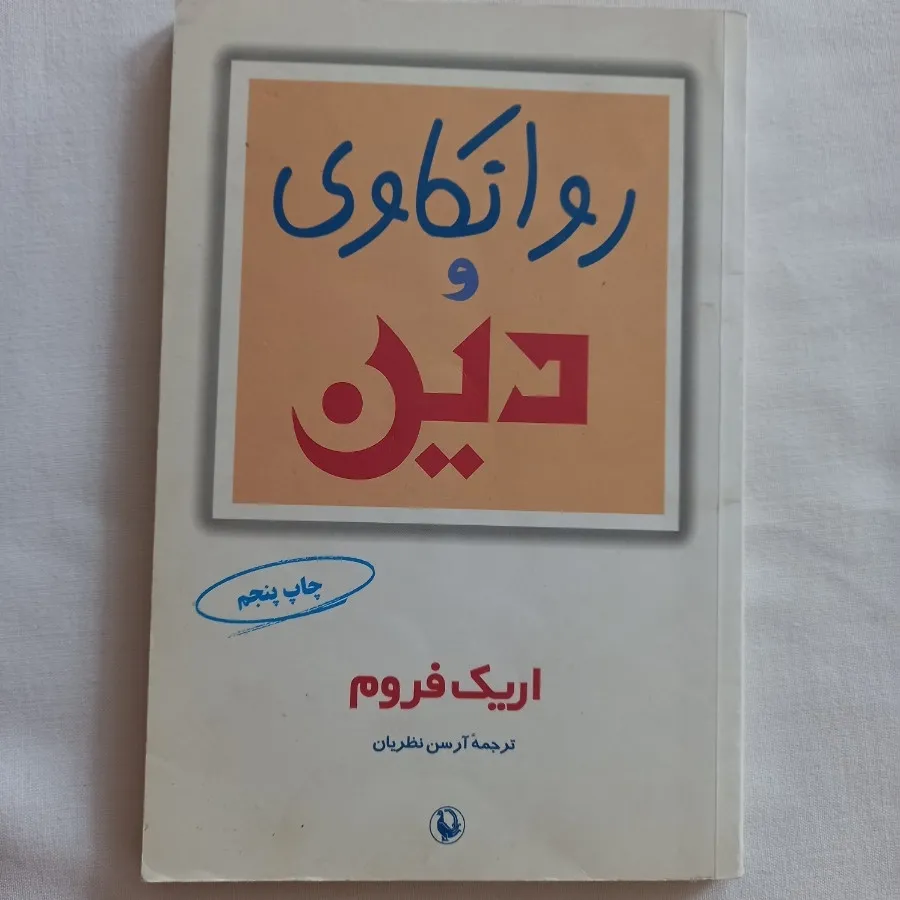 روانکاوی
و
دین
چاپ پنجم
اریک فروم
ترجمهٔ آرسن نظریان